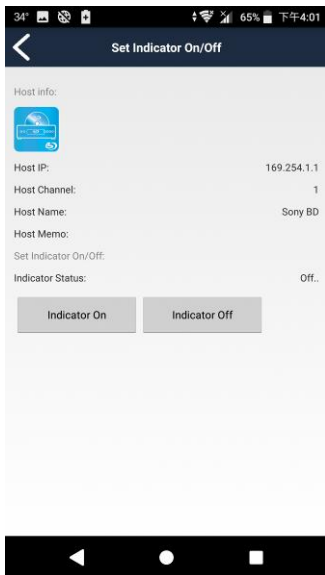 34° 65% 下午4:01
Set Indicator On/Off
Host info:
Host IP: 169.254.1.1
Host Channel: 1
Host Name: Sony BD
Host Memo:
Set Indicator On/Off:
Indicator Status: Off..
Indicator On Indicator Off